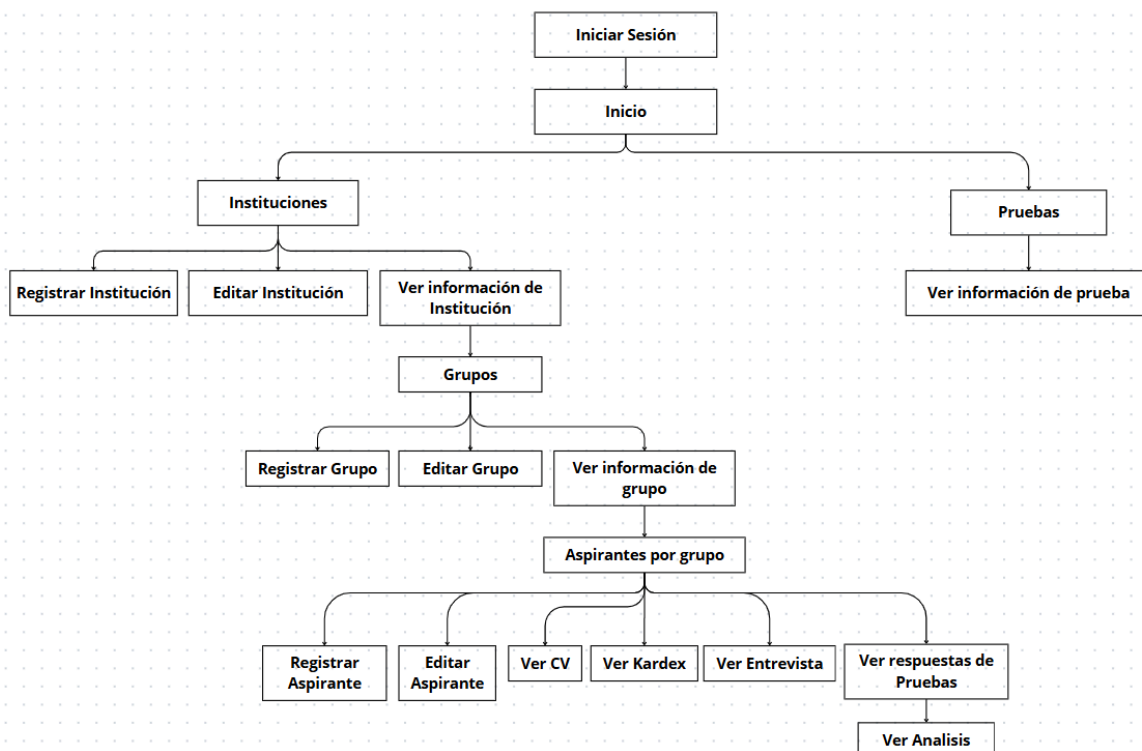 Iniciar Sesión
Inicio
Instituciones
Pruebas
Registrar Institución
Editar Institución
Ver información de
Institución
Ver información de prueba
Grupos
Registrar Grupo
Editar Grupo
Ver información de
grupo
Aspirantes por grupo
Registrar
Aspirante
Editar
Aspirante
Ver CV
Ver Kardex
Ver Entrevista
Ver respuestas de
Pruebas
Ver Analisis